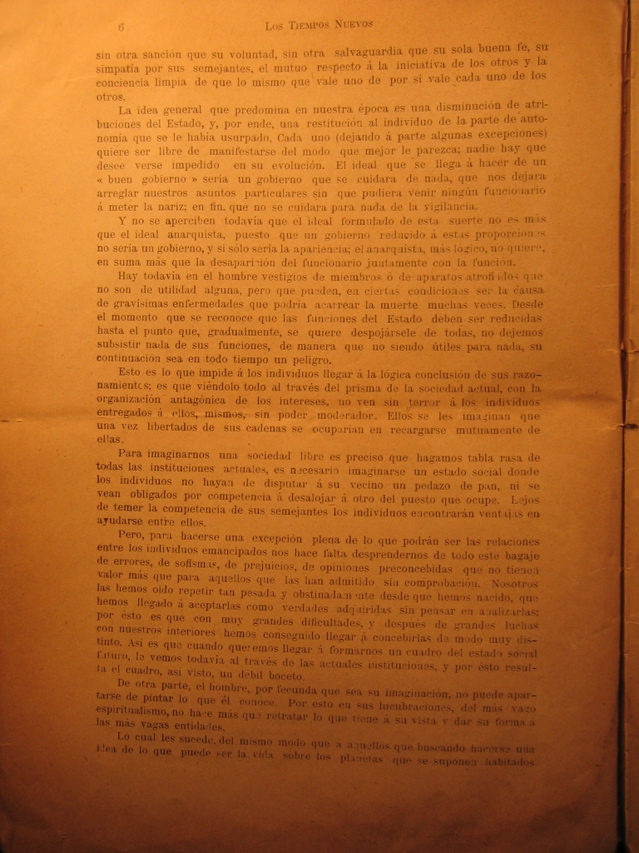 6 LOS TIEMPOS NUEVOS
sin otra sanción que su voluntad, sin otra salvaguardia que su sola buena fe, su
simpatía por sus semejantes, el mutuo respecto á la iniciativa de los otros y la
conciencia limpia de que lo mismo que vale uno de por si vale cada uno de los
otros.
La idea general que predomina en nuestra época es una disminución de atri-
buciones del Estado, y, por ende, una restitución al individuo de la parte de auto-
nomía que se le había usurpado, Cada uno (dejando á parte algunas excepciones)
quiere ser libre de manifestarse del modo que mejor le parezca; nadie hay que
desee verse impedido en su evolución. El ideal que se llega á hacer de un
« buen gobierno » sería un gobierno que se cuidara de nada, que nos dejara
arreglar nuestros asuntos particulares sin que pudiera venir ningún funcionario
á meter la nariz; en fin, que no se cuidara para nada de la vigilancia.
Y no se aperciben todavía que el ideal formulado de esta suerte no es más
que el ideal anarquista, puesto que un gobierno reducido á estas proporciones
no sería un gobierno, y si sólo sería la apariencia; el anarquista, más lógico, no quiere,
en suma más que la desaparición del funcionario juntamente con la función.
Hay todavía en el hombre vestigios de miembros ó de aparatos atrofiados que
no son de utilidad alguna, pero que pueden, en ciertas condiciones ser la causa
de gravísimas enfermedades que podría acarrear la muerte muchas veces. Desde
el momento que se reconoce que las funciones del Estado deben ser reducidas
hasta el punto que, gradualmente, se quiere despojársele de todas, no dejemos
subsistir nada de sus funciones, de manera que no siendo útiles para nada, su
continuación sea en todo tiempo un peligro.
Esto es lo que impide á los individuos llegar á la lógica conclusión de sus razo-
namientos; es que viéndolo todo al través del prisma de la sociedad actual, con la
organización antagónica de los intereses, no ven sin terror á los individuos
entregados á ellos, mismos, sin poder moderador. Ellos se les imaginan que
una vez libertados de sus cadenas se ocuparían en recargarse mutuamente de
ellas.
Para imaginarnos una sociedad libre es preciso que hagamos tabla rasa de
todas las instituciones actuales, es necesario imaginarse un estado social donde
los individuos no hayan de disputar á su vecino un pedazo de pan, ni se
vean obligados por competencia á desalojar á otro del puesto que ocupe. Lejos
de temer la competencia de sus semejantes los individuos encontrarán ventajas en
ayudarse entre ellos.
Pero, para hacerse una excepción plena de lo que podrán ser las relaciones
entre los individuos emancipados nos hace falta desprendernos de todo este bagaje
de errores, de sofismas, de prejuicios, de opiniones preconcebidas que no tienen
valor más que para aquellos que las han admitido sin comprobación. Nosotros
las hemos oído repetir tan pesada y obstinadamente desde que hemos nacido, que
hemos llegado á aceptarlas como verdades adquiridas sin pensar en analizarlas;
por ésto es que con muy grandes dificultades, y después de grandes luchas
con nuestros interiores hemos conseguido llegar á concebirlas de modo muy dis-
tinto. Así es que cuando queremos llegar á formarnos un cuadro del estado social
futuro, le vemos todavía al través de las actuales instituciones, y por ésto resul-
ta el cuadro, así visto, un débil boceto.
De otra parte, el hombre, por fecunda que sea su imaginación, no puede apar-
tarse de pintar lo que él conoce. Por esto en sus lucubraciones, del más vago
espiritualismo, no hace más que retratar lo que tiene á su vista y dar su forma á
las más vagas entidades.
Lo cual les sucede, del mismo modo que a aquellos que buscando hacerse una
idea de lo que puede ser la vida sobre los planetas que se suponen habitados